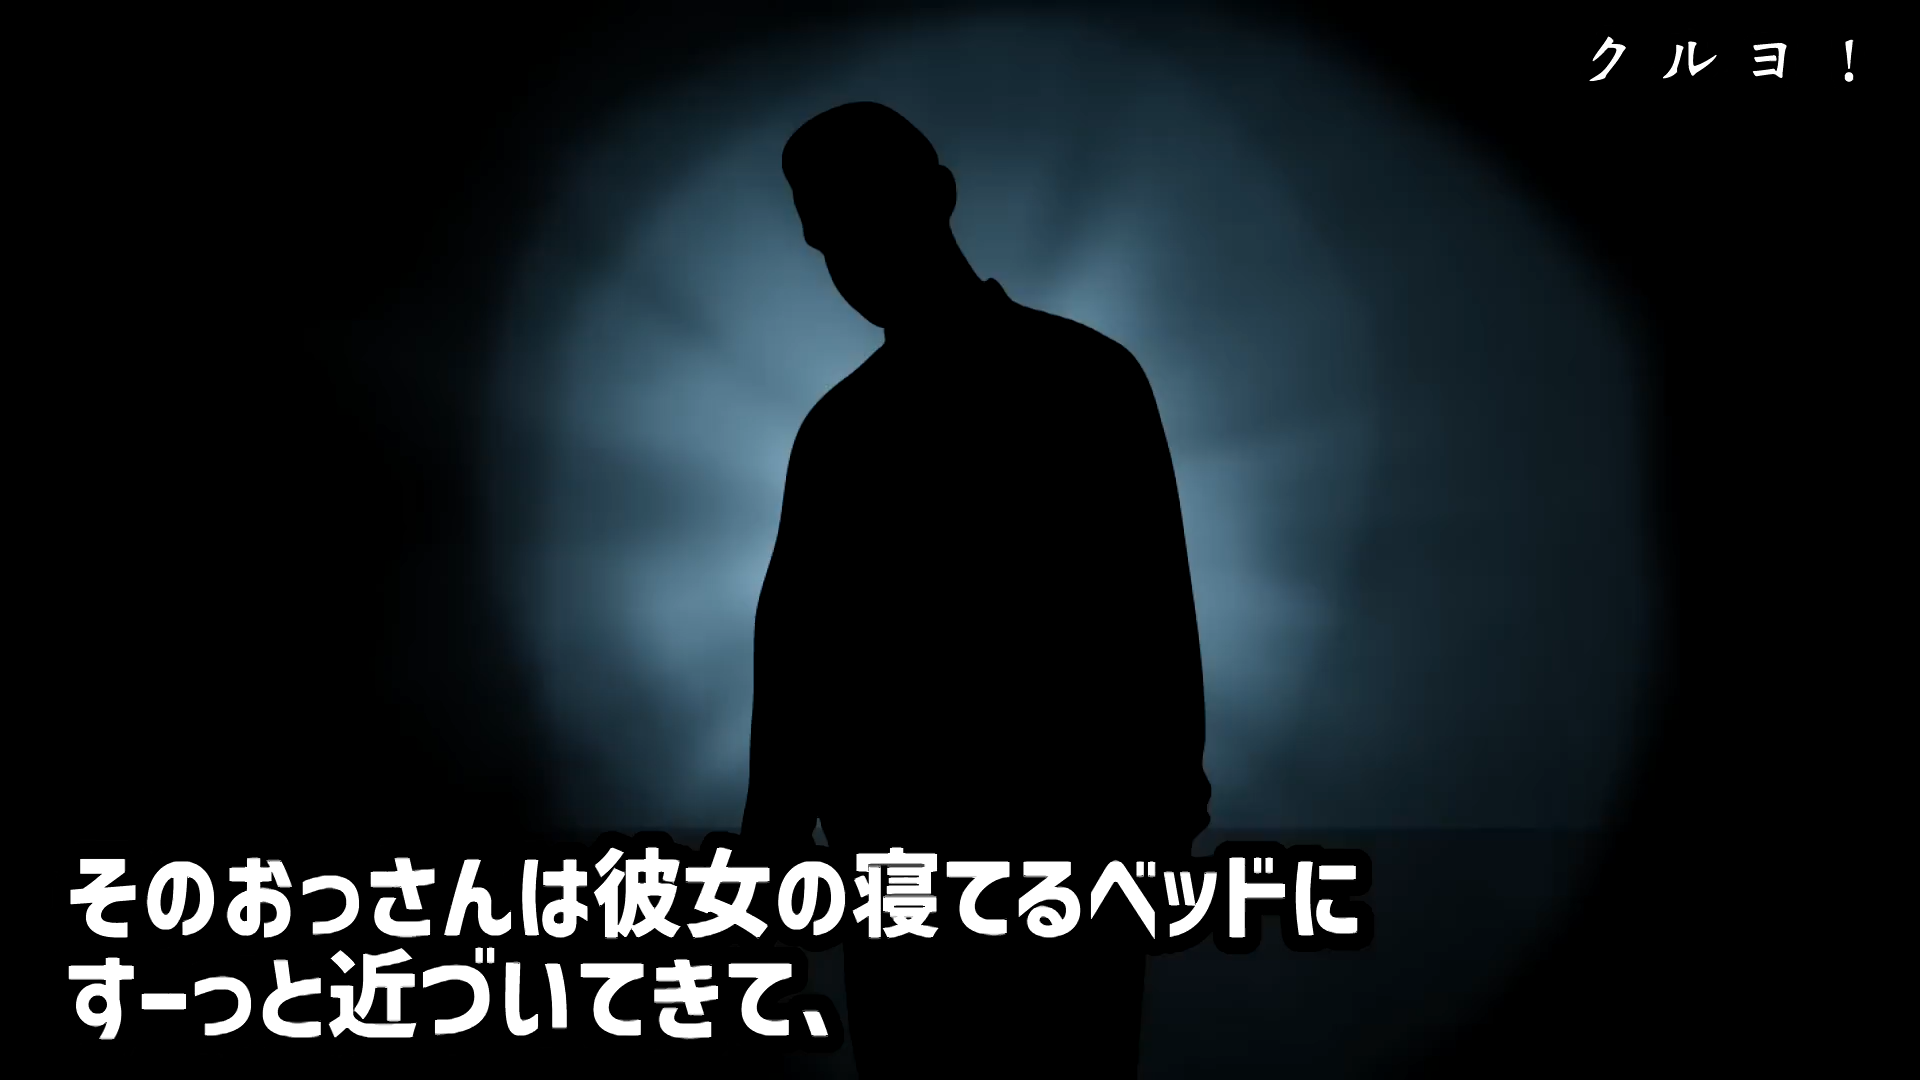 クルヨ！
そのおっさんは彼女の寝てるベッドに
すーっと近づいてきて、